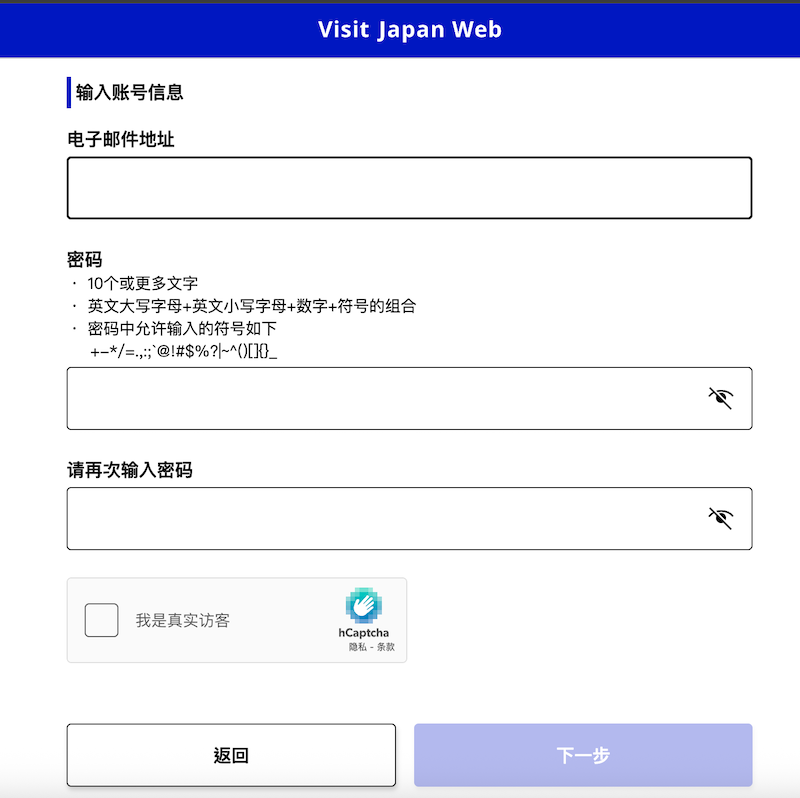 Visit Japan Web
输入账号信息
电子邮件地址
密码
· 10个或更多文字
· 英文大写字母+英文小写字母+数字+符号的组合
· 密码中允许输入的符号如下
+−*/=.,:;`@!#$%?|~^()[]{}_
请再次输入密码
我是真实访客
hCaptcha
隐私 - 条款
返回
下一步